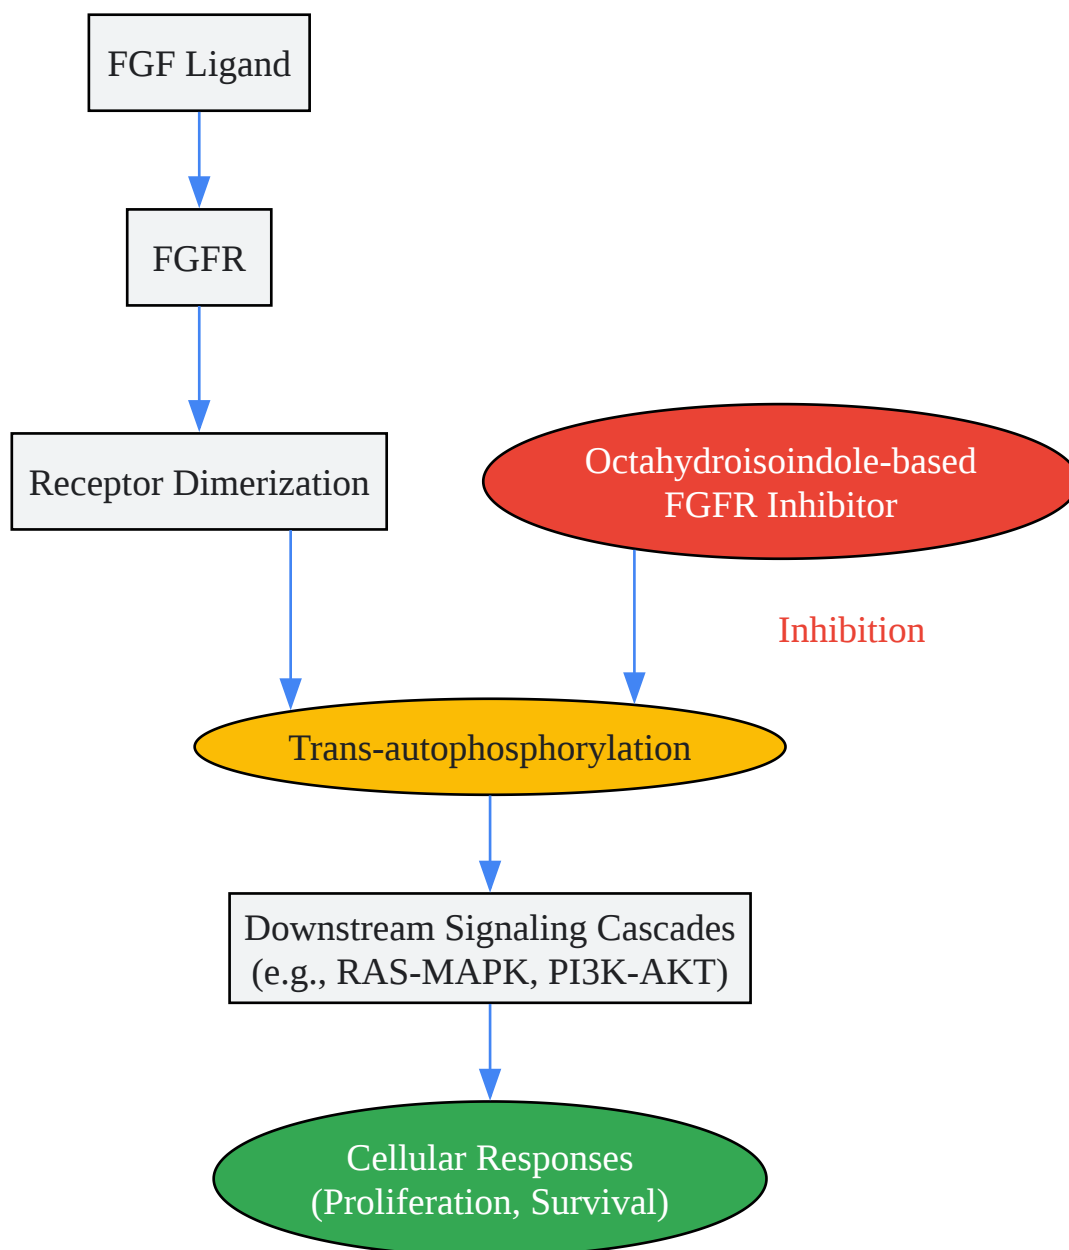 FGF Ligand
FGFR
Receptor Dimerization
Octahydroisoindole-based
FGFR Inhibitor
Inhibition
Trans-autophosphorylation
Downstream Signaling Cascades
(e.g., RAS-MAPK, PI3K-AKT)
Cellular Responses
(Proliferation, Survival)